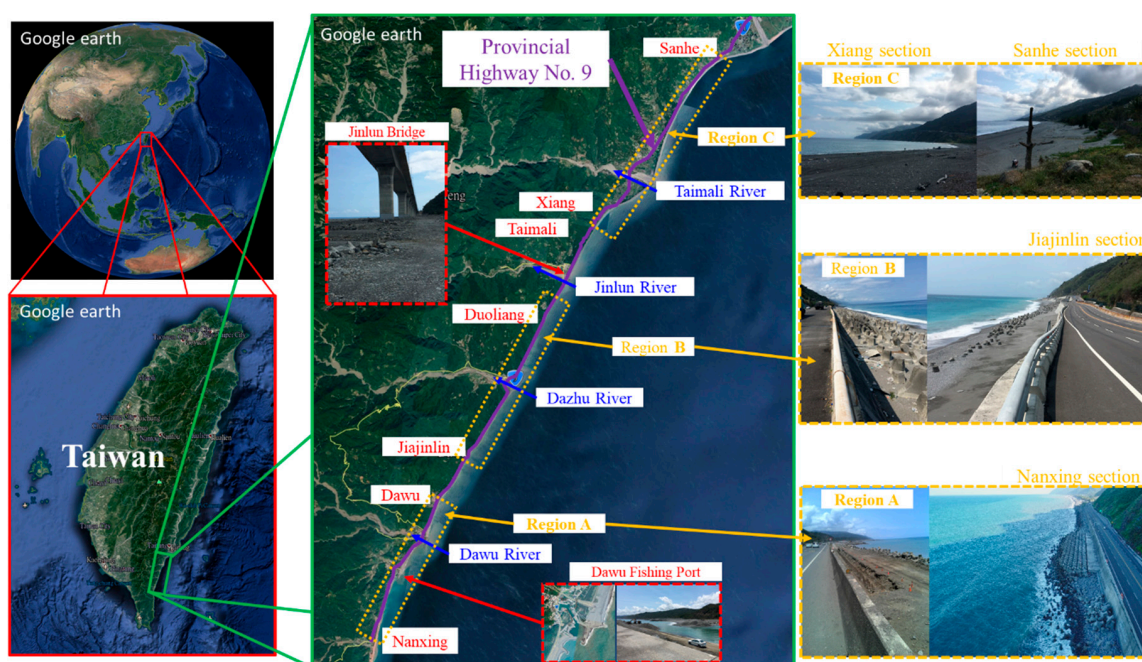 Google earth
Google earth
Taiwan
Google earth
Provincial
Highway No. 9
Sanhe
Jinlun Bridge
Region C
Taimali River
Xiang
Taimali
Jinlun River
Duoliang
Region B
Dazhu River
Jiajinlin
Dawu
Region A
Dawu River
Dawu Fishing Port
Nanxing
Xiang section
Sanhe section
Region C
Jiajinlin section
Region B
Nanxing section
Region A